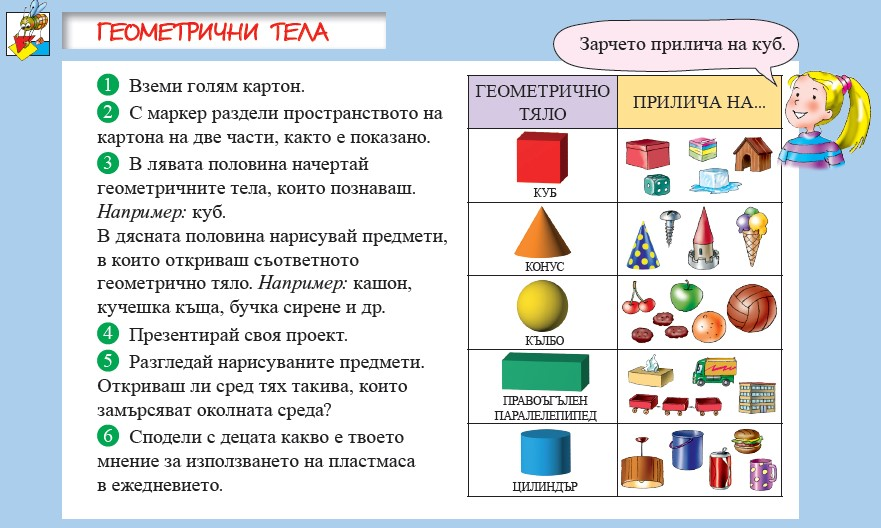 ГЕОМЕТРИЧНИ ТЕЛА
Зарчето прилича на куб.
1 Вземи голям картон.
2 С маркер раздели пространството на
картона на две части, както е показано.
3 В лявата половина начертай
геометричните тела, които познаваш.
Например: куб.
В дясната половина нарисувай предмети,
в които откриваш съответното
геометрично тяло. Например: кашон,
кучешка къща, бучка сирене и др.
4 Презентирай своя проект.
5 Разгледай нарисуваните предмети.
Откриваш ли сред тях такива, които
замърсяват околната среда?
6 Сподели с децата какво е твоето
мнение за използването на пластмаса
в ежедневието.
ГЕОМЕТРИЧНО
ТЯЛО
ПРИЛИЧА НА...
КУБ
КОНУС
КЪЛБО
ПРАВОЪГЪЛЕН
ПАРАЛЕЛЕПИПЕД
ЦИЛИНДЪР